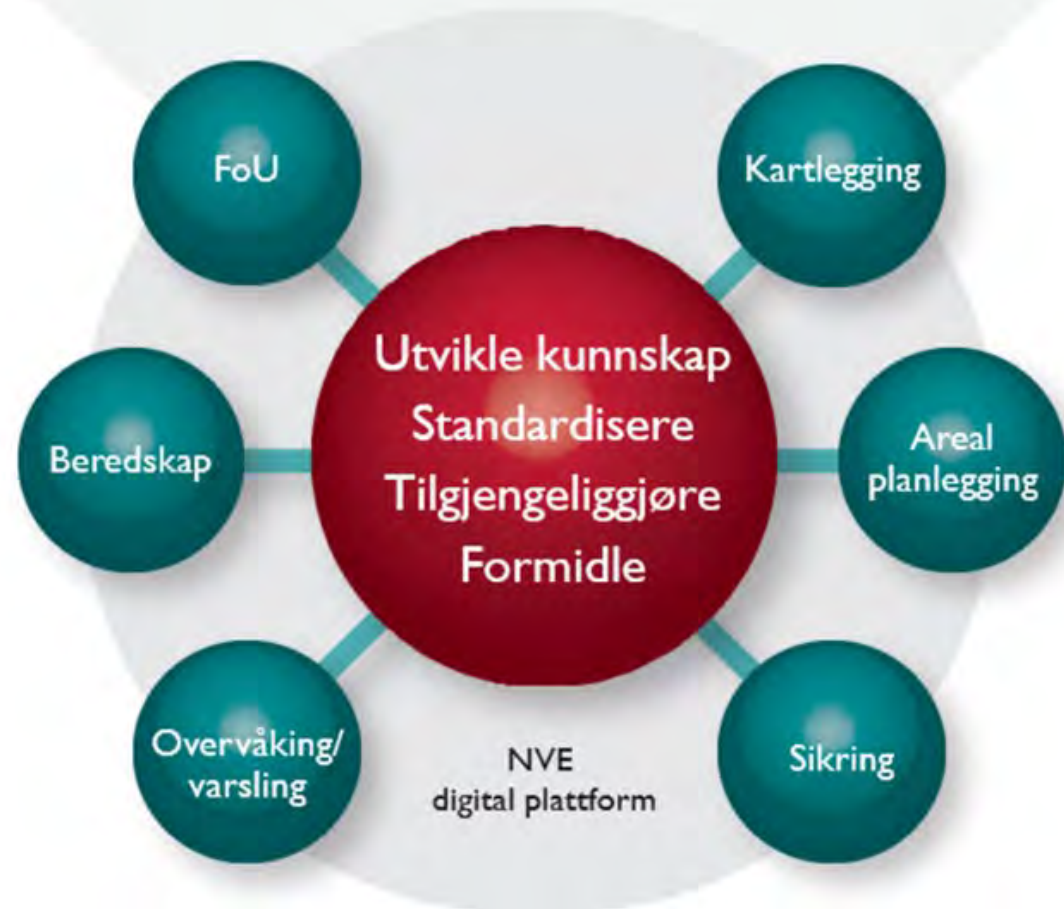 FoU
Kartlegging
Utvikle kunnskap
Standardisere
Tilgjengeliggjøre
Formidle
Beredskap
Areal
planlegging
Overvåking/
varsling
NVE
digital plattform
Sikring